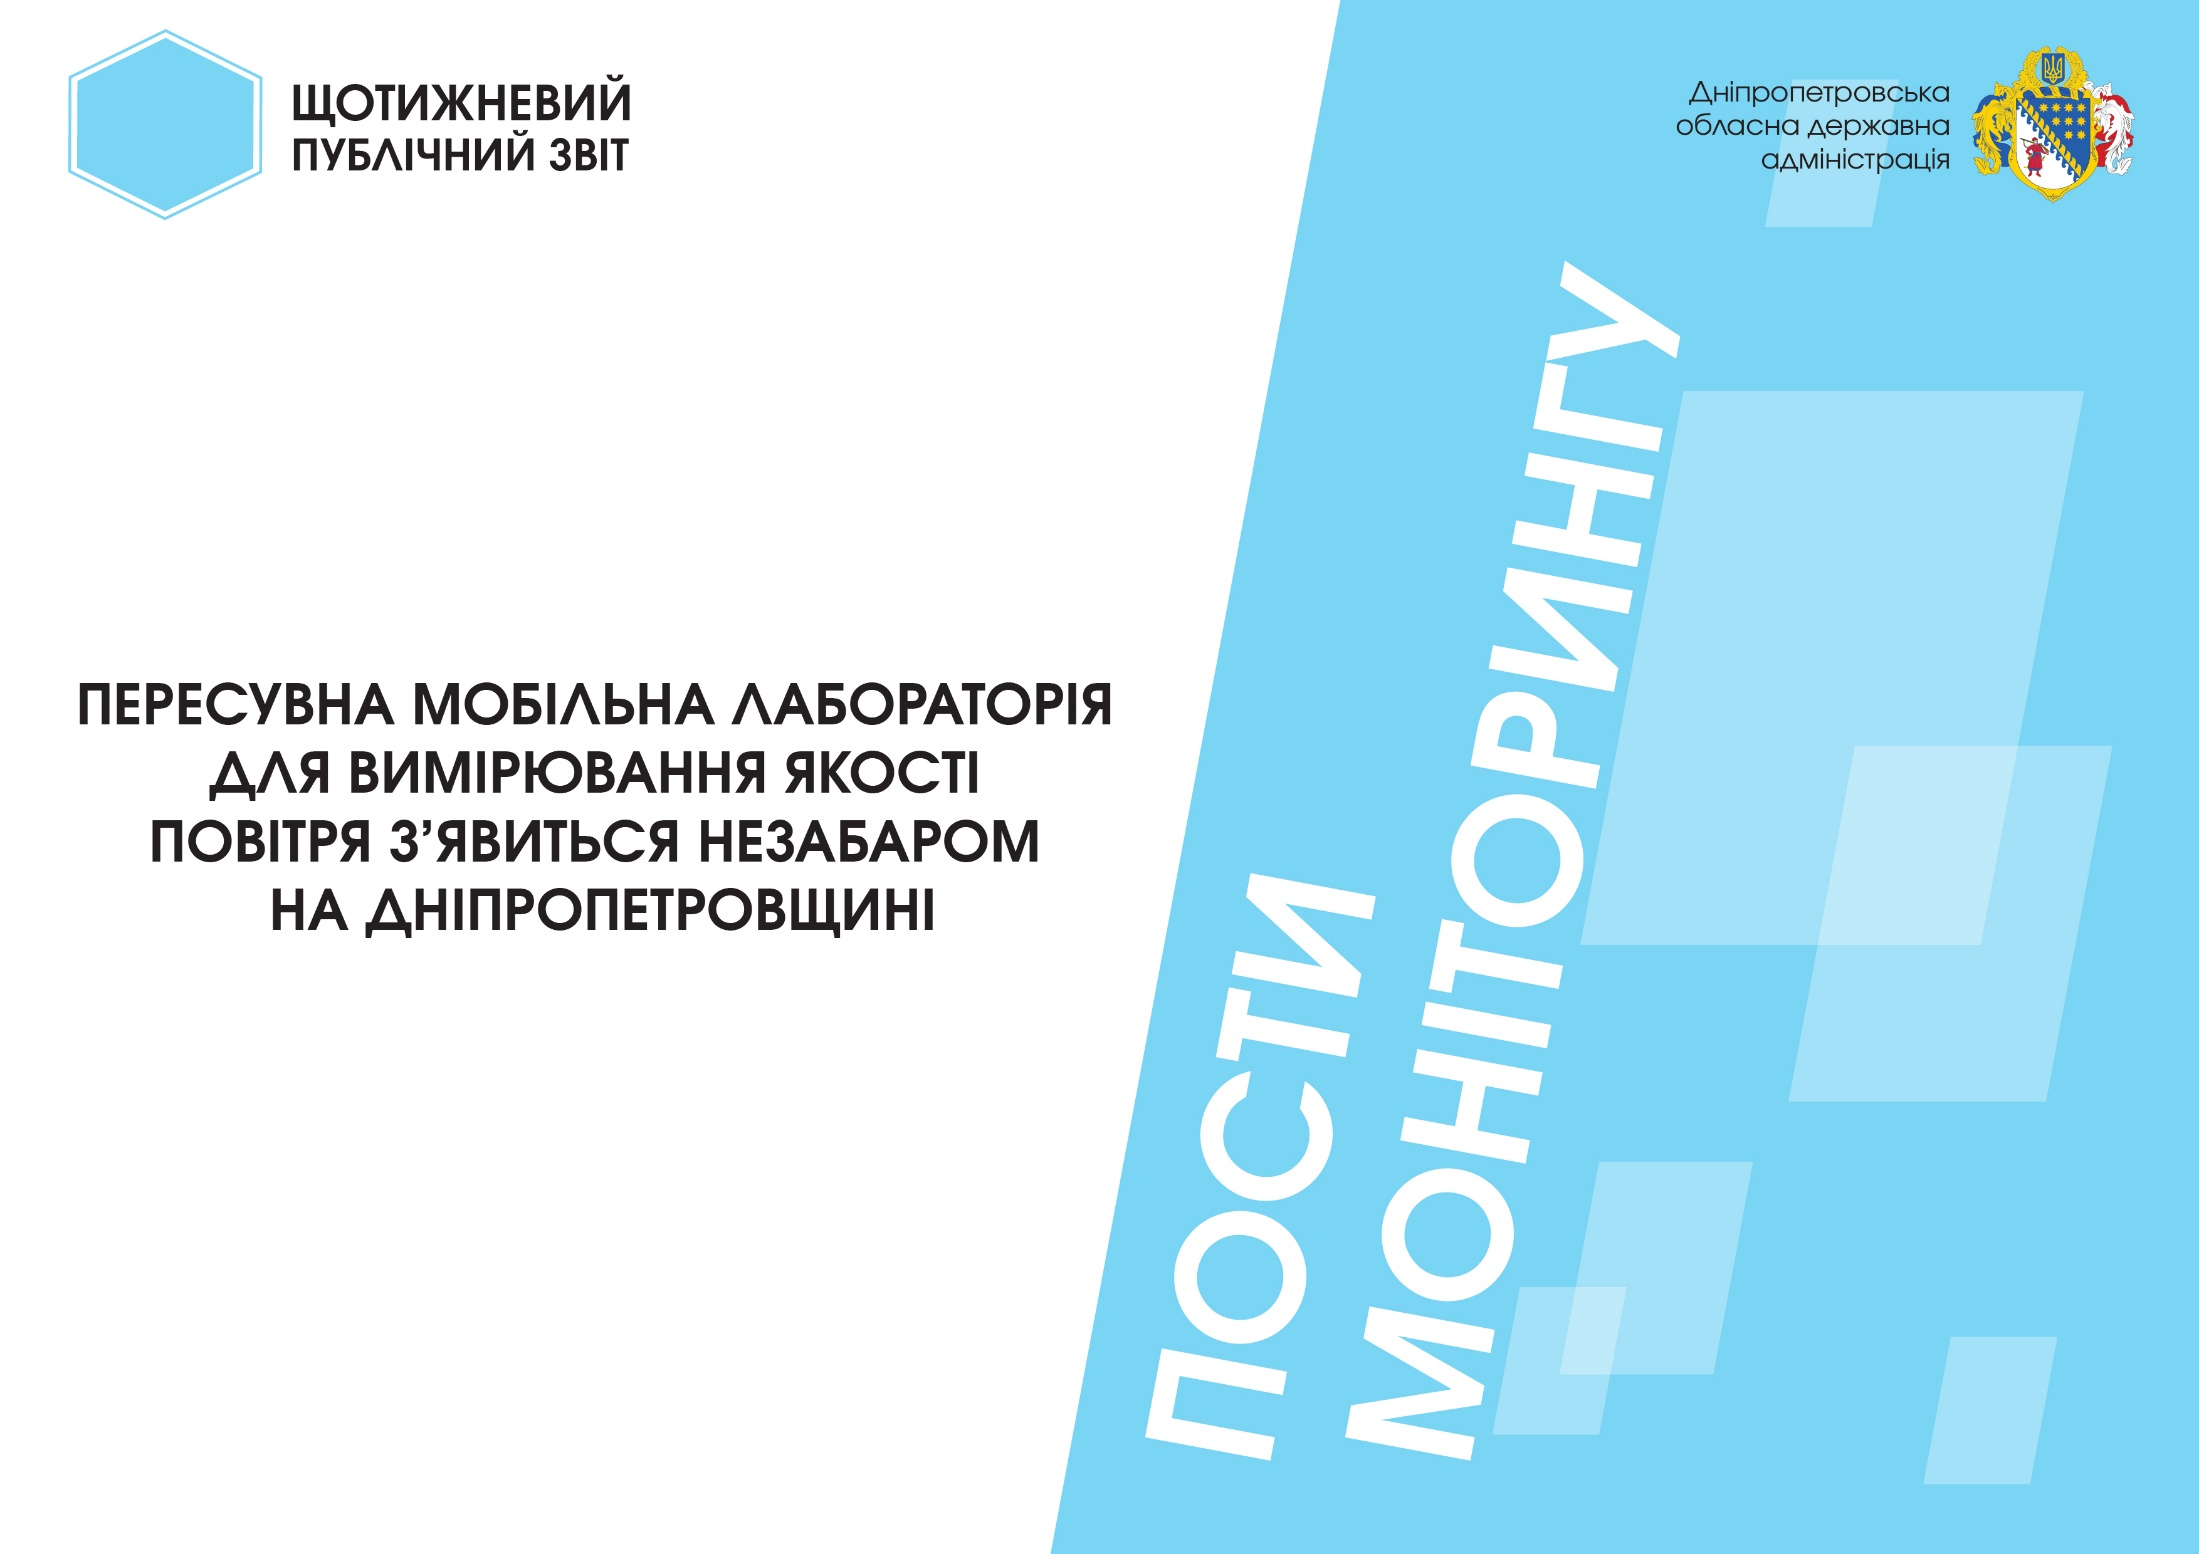 ЩОТИЖНЕВИЙ
ПУБЛІЧНИЙ ЗВІТ
Дніпропетровська
обласна державна
адміністрація
ПЕРЕСУВНА МОБІЛЬНА ЛАБОРАТОРІЯ
ДЛЯ ВИМІРЮВАННЯ ЯКОСТІ
ПОВІТРЯ З’ЯВИТЬСЯ НЕЗАБАРОМ
НА ДНІПРОПЕТРОВЩИНІ
ПОСТИ
МОНІТОРИНГУ